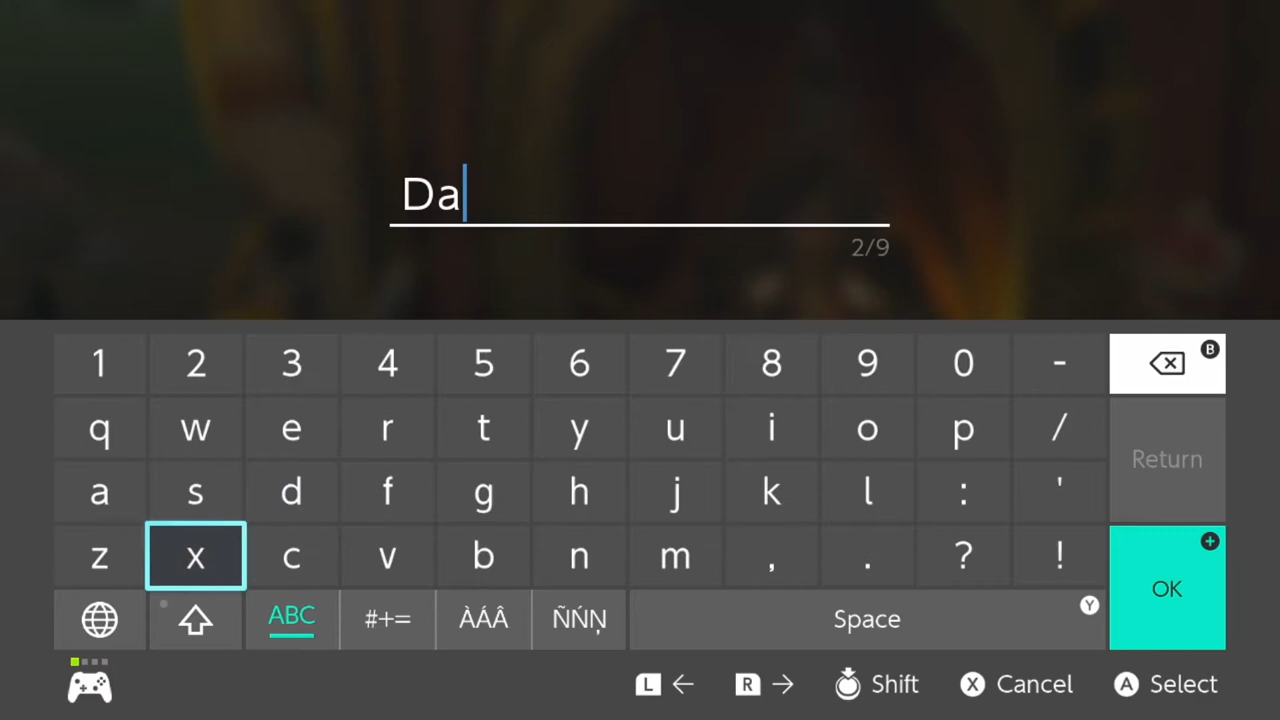 Da
2/9
1 2 3 4 5 6 7 8 9 0 - B
q w e r t y u i o p /
Return
a s d f g h j k l : '
z x c v b n m , . ? ! +
OK
ABC #+= ÀÁÂ ÑŃŅ Space Y
L ← R → Shift X Cancel A Select